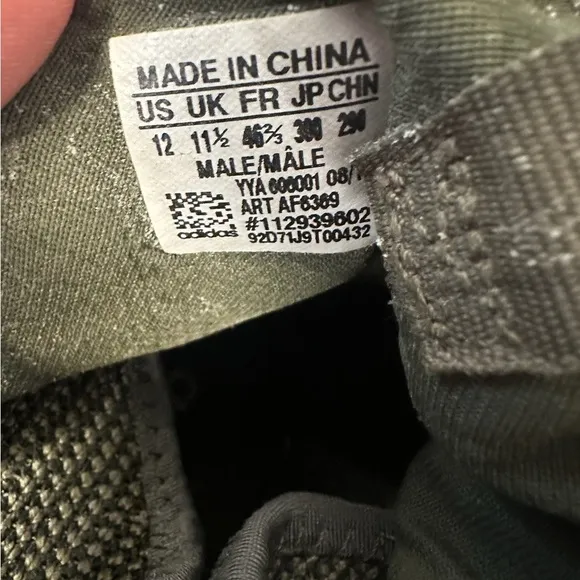 MADE IN CHINA
US UK FR JP CHN
12 11½ 46⅔ 300 290
MALE/MÂLE
YYA 606001 08/1
ART AF6369
#112939602
92D71J9T00432
adidas